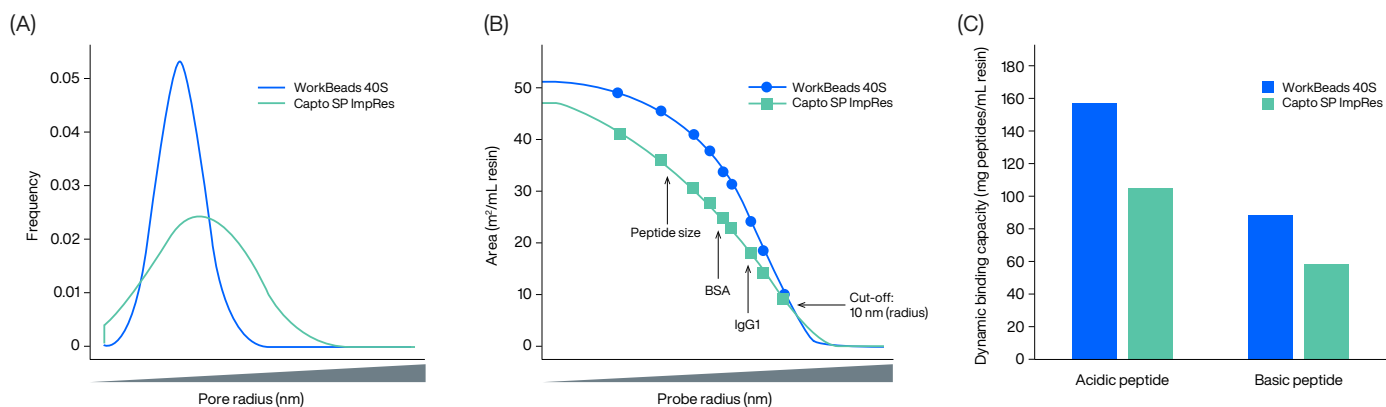 (A)
Frequency
0.05
0.04
0.03
0.02
0.01
0
WorkBeads 40S
Capto SP ImpRes
Pore radius (nm)
(B)
Area (m²/mL resin)
50
40
30
20
10
0
WorkBeads 40S
Capto SP ImpRes
Peptide size
BSA
IgG1
Cut-off:
10 nm (radius)
Probe radius (nm)
(C)
Dynamic binding capacity (mg peptides/mL resin)
180
160
140
120
100
180
60
40
20
0
WorkBeads 40S
Capto SP ImpRes
Acidic peptide
Basic peptide